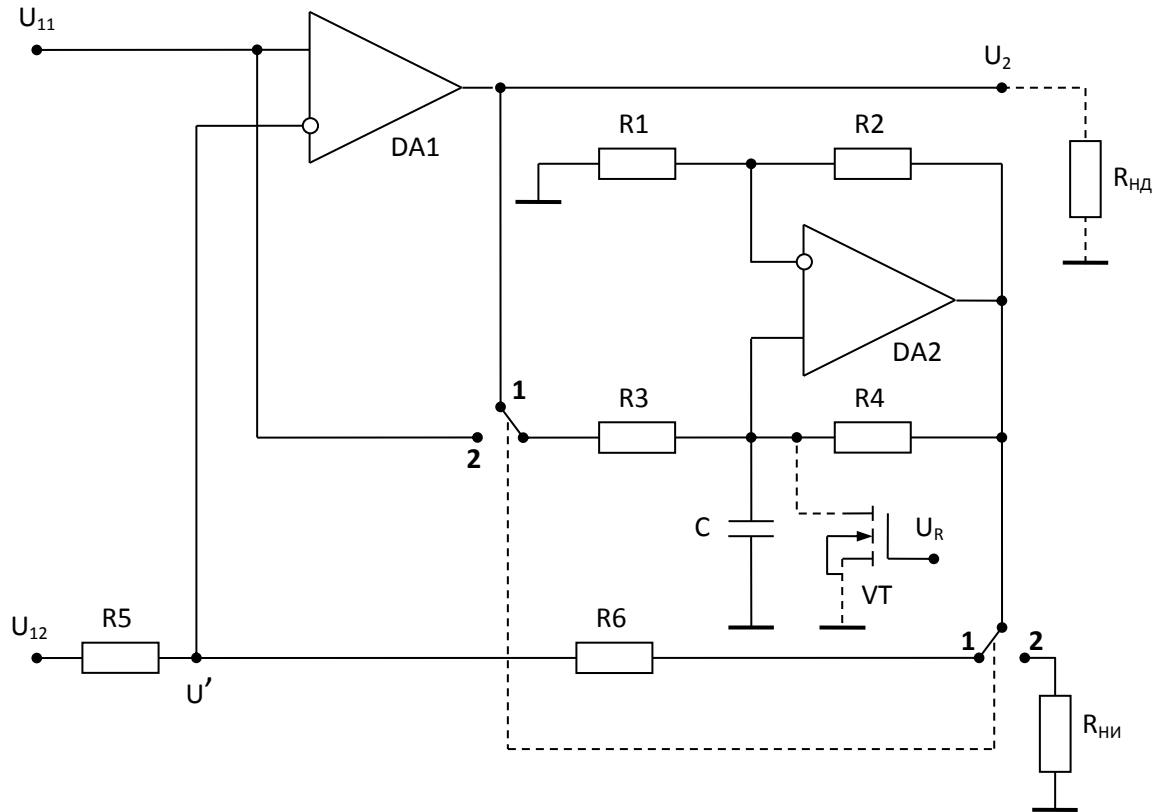 U11
U2
DA1
R1
R2
RНД
DA2
1
R3
R4
2
C
UR
VT
U12
R5
R6
1
2
U'
RНИ